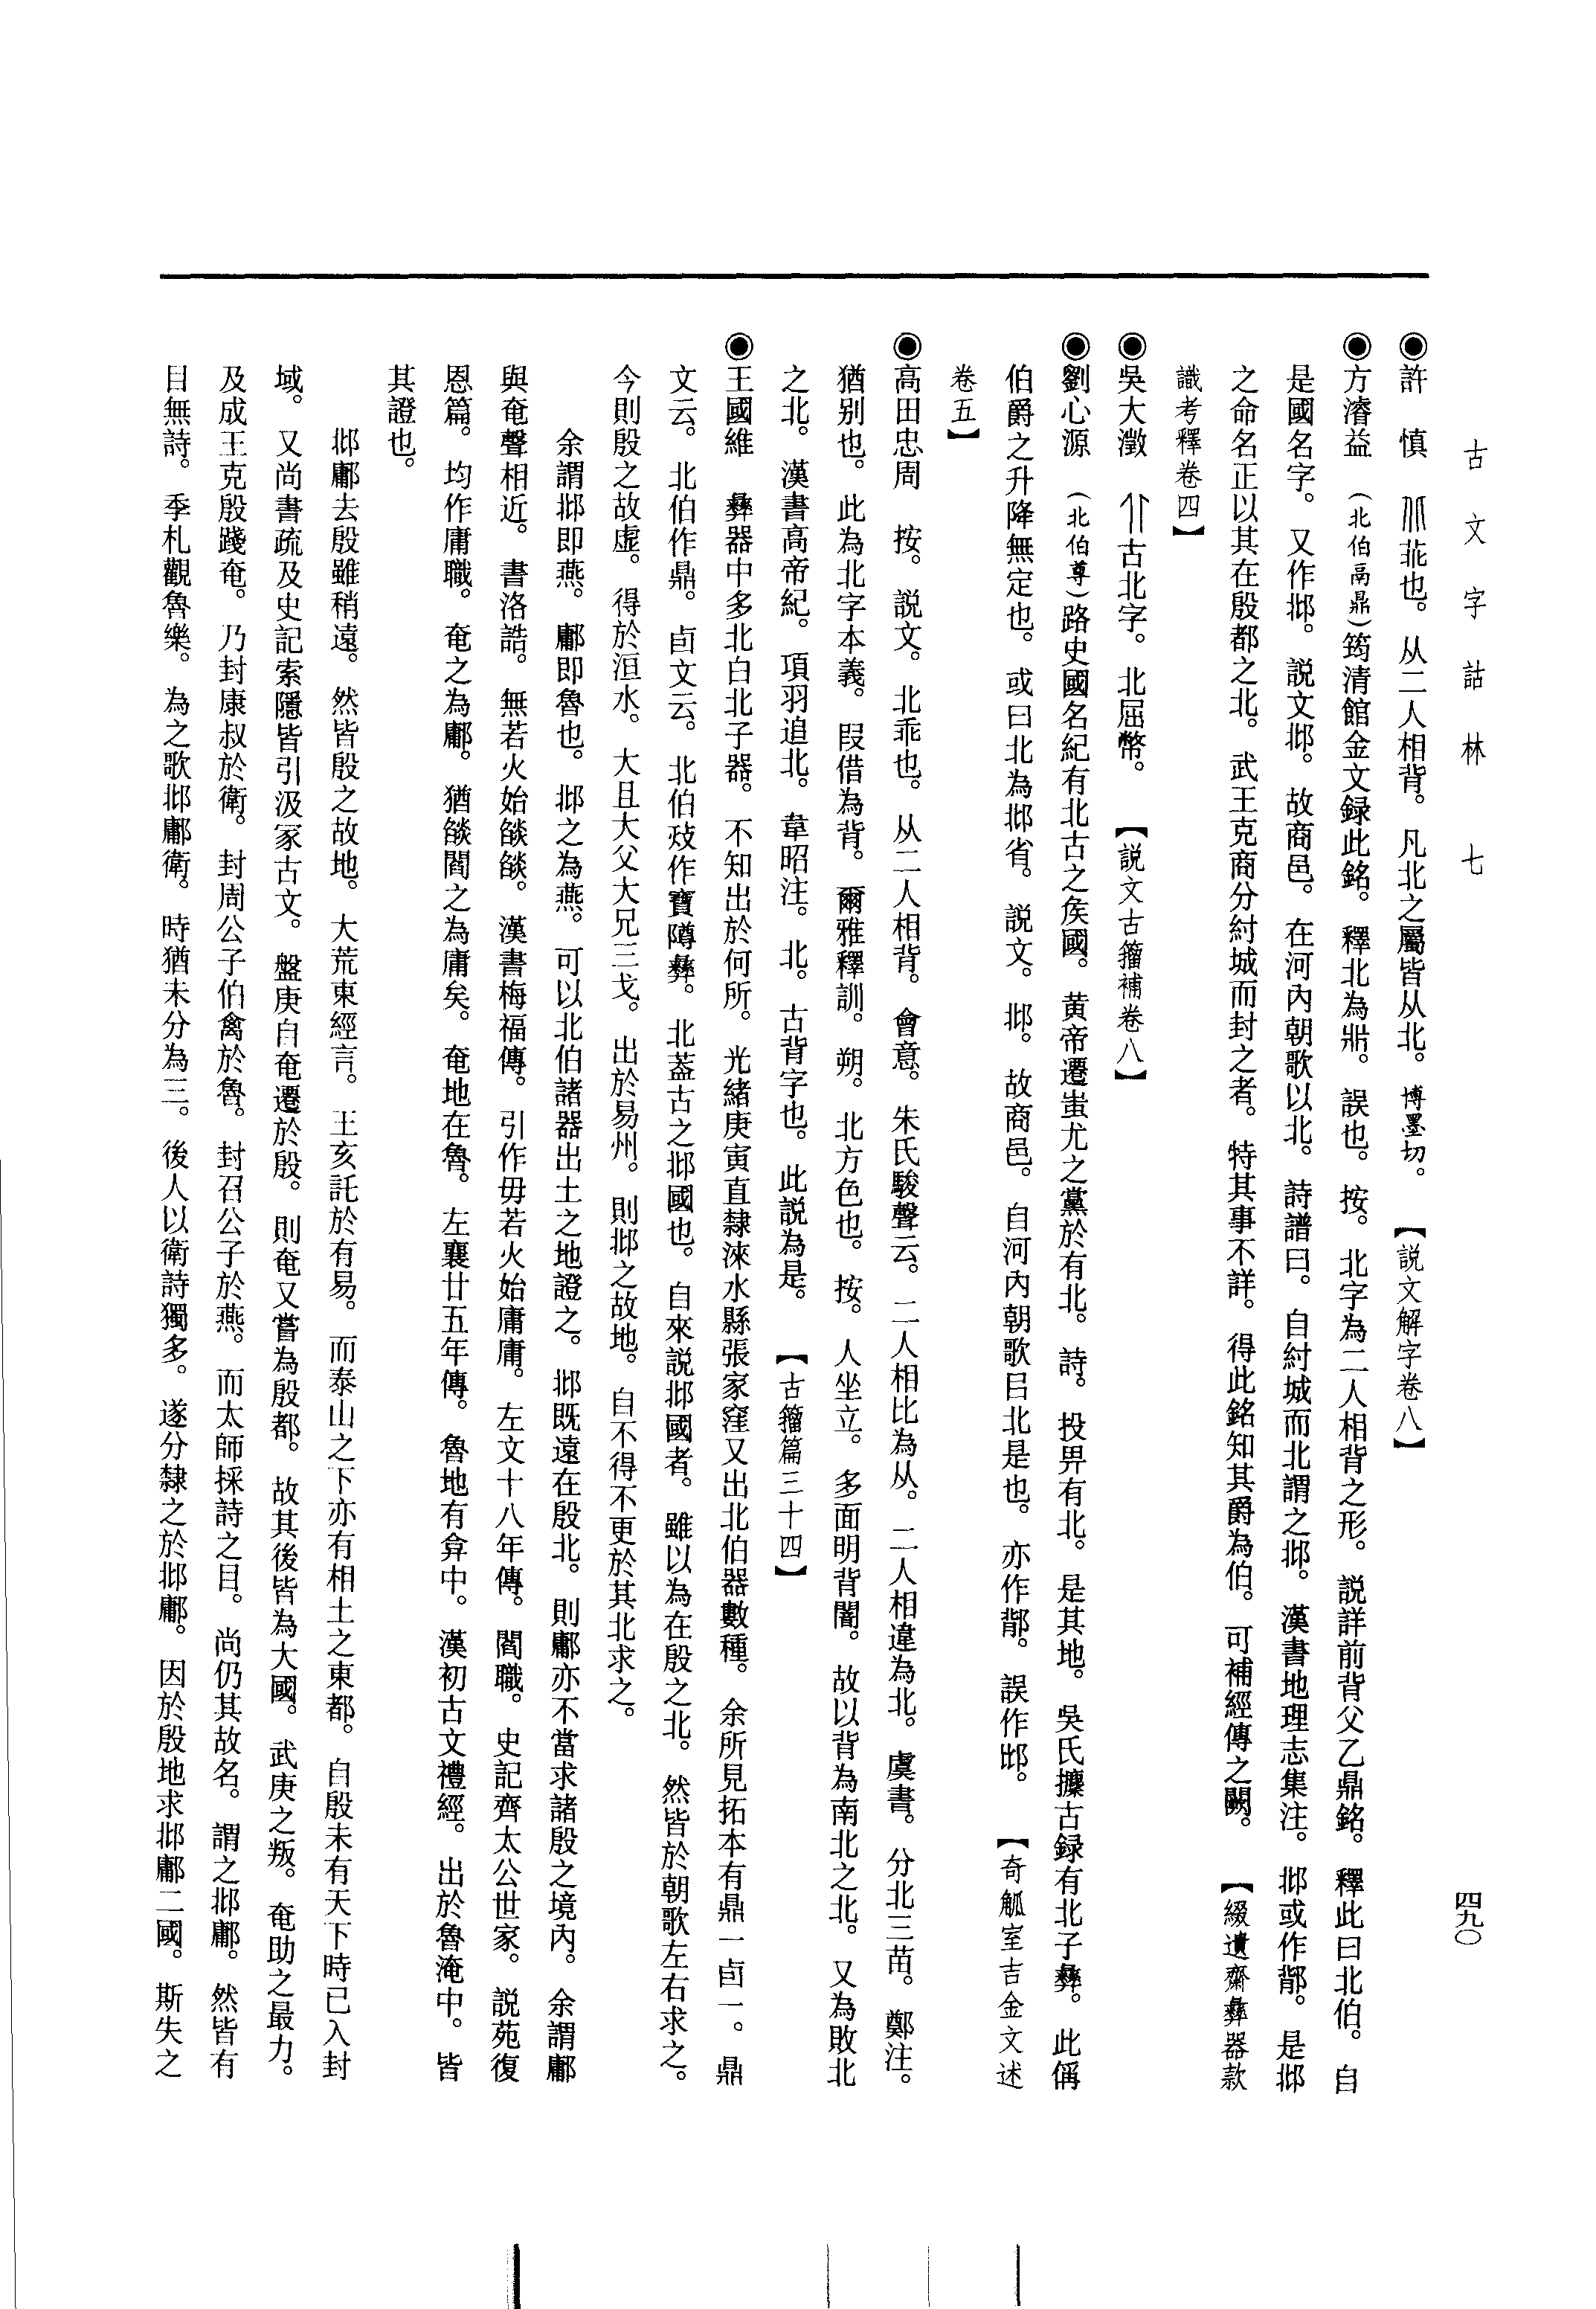 古文字詁林 七
四九〇
◉許　慎　菲也。从二人相背。凡北之屬皆从北。博墨切。【説文解字卷八】
◉方濬益　（北伯鬲鼎）筠清館金文録此銘。釋北為鼎。誤也。按。北字為二人相背之形。説詳前背父乙鼎銘。釋此曰北伯。自
是國名字。又作邶。説文邶。故商邑。在河內朝歌以北。詩譜曰。自紂城而北謂之邶。漢書地理志集注。邶或作鄁。是邶
之命名正以其在殷都之北。武王克商分紂城而封之者。特其事不詳。得此銘知其爵為伯。可補經傳之闕。【綴遺齋彝器款
識考釋卷四】
◉吳大澂　古北字。北屈幣。【説文古籀補卷八】
◉劉心源　（北伯尊）路史國名紀有北古之矦國。黄帝遷蚩尤之黨於有北。詩。投畀有北。是其地。吳氏攈古録有北子彝。此偁
伯爵之升降無定也。或曰北為邶省。説文。邶。故商邑。自河內朝歌㠯北是也。亦作鄁。誤作邺。【奇觚室吉金文述
卷五】
◉高田忠周　按。説文。北乖也。从二人相背。會意。朱氏駿聲云。二人相比為从。二人相違為北。虞書。分北三苗。鄭注。
猶别也。此為北字本義。叚借為背。爾雅釋訓。朔。北方色也。按。人坐立。多面明背闇。故以背為南北之北。又為敗北
之北。漢書高帝紀。項羽追北。韋昭注。北。古背字也。此説為是。【古籀篇三十四】
◉王國維　彝器中多北白北子器。不知出於何所。光緒庚寅直隸淶水縣張家窪又出北伯器數種。余所見拓本有鼎一卣一。鼎
文云。北伯作鼎。卣文云。北伯𣪘作寶障彝。北葢古之邶國也。自來説邶國者。雖以為在殷之北。然皆於朝歌左右求之。
今則殷之故虚。得於洹水。大且大父大兄三戈。出於易州。則邶之故地。自不得不更於其北求之。
余謂邶即燕。鄘即魯也。邶之為燕。可以北伯諸器出土之地證之。邶既遠在殷北。則鄘亦不當求諸殷之境內。余謂鄘
與奄聲相近。書洛誥。無若火始燄燄。漢書梅福傳。引作毋若火始庸庸。左文十八年傳。閻職。史記齊太公世家。説苑復
恩篇。均作庸職。奄之為鄘。猶燄閻之為庸矣。奄地在魯。左襄廿五年傳。魯地有弇中。漢初古文禮經。出於魯淹中。皆
其證也。
邶鄘去殷雖稍遠。然皆殷之故地。大荒東經言。王亥託於有易。而泰山之下亦有相土之東都。自殷未有天下時已入封
域。又尚書疏及史記索隱皆引汲冢古文。盤庚自奄遷於殷。則奄又嘗為殷都。故其後皆為大國。武庚之叛。奄助之最力。
及成王克殷踐奄。乃封康叔於衛。封周公子伯禽於魯。封召公子於燕。而太師採詩之目。尚仍其故名。謂之邶鄘。然皆有
目無詩。季札觀魯樂。為之歌邶鄘衛。時猶未分為三。後人以衛詩獨多。遂分隸之於邶鄘。因於殷地求邶鄘二國。斯失之